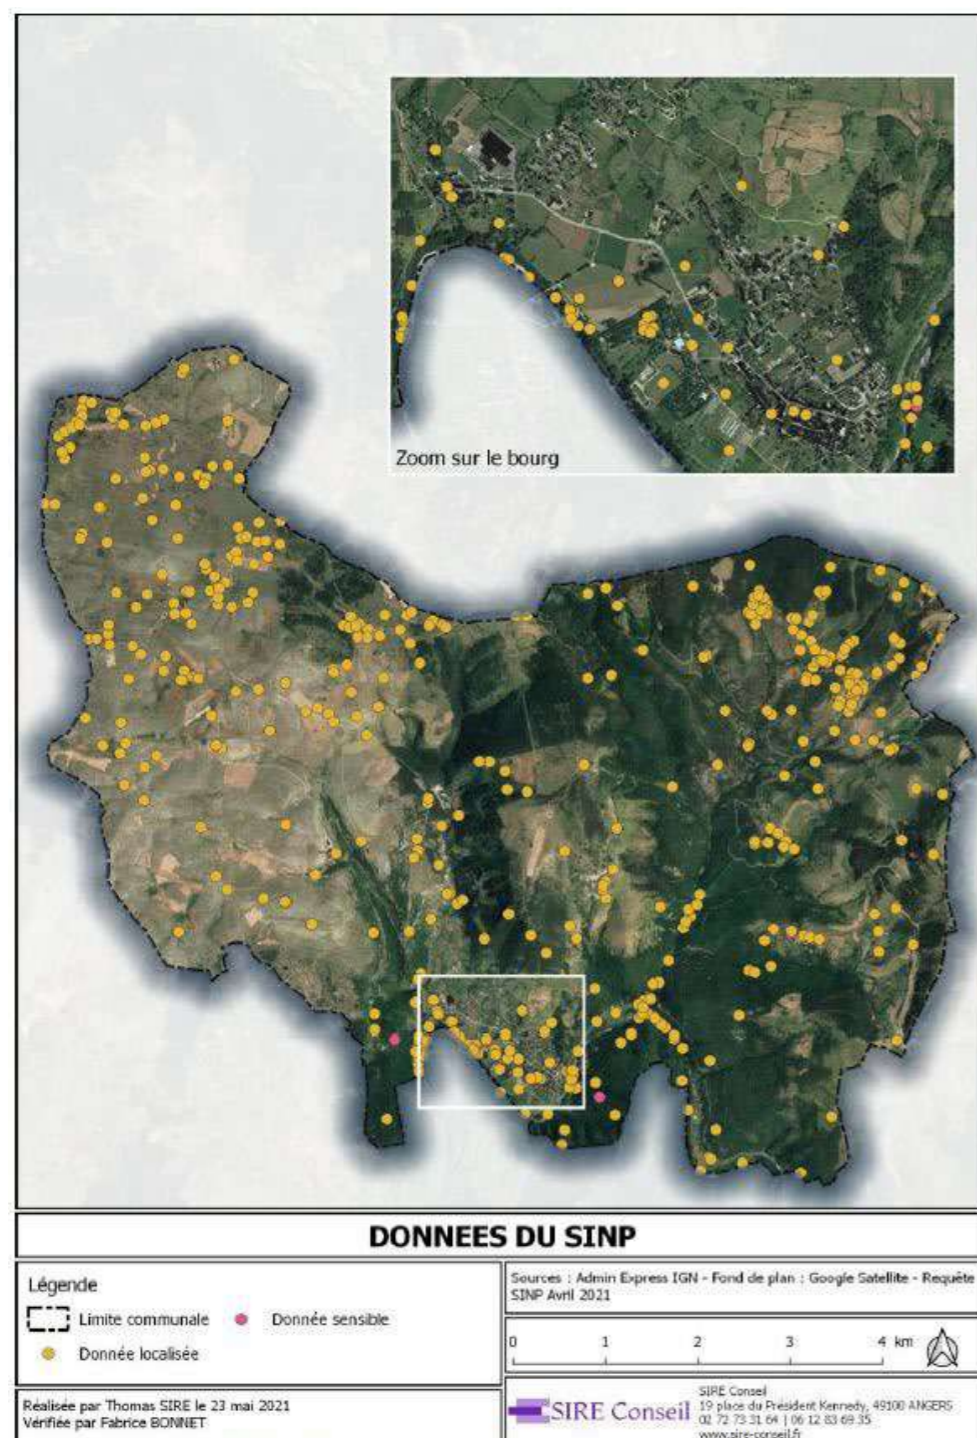 Zoom sur le bourg
DONNEES DU SINP
Légende
Limite communale
Donnée sensible
Donnée localisée
Sources : Admin Express IGN - Fond de plan : Google Satellite - Requête
SINP Avril 2021
0 1 2 3 4 km
Réalisée par Thomas SIRE le 23 mai 2021
Vérifiée par Fabrice BONNET
SIRE Conseil
SIRE Conseil
19 place du Président Kennedy, 49100 ANGERS
02 72 73 31 64 | 06 12 83 69 35
www.sire-conseil.fr